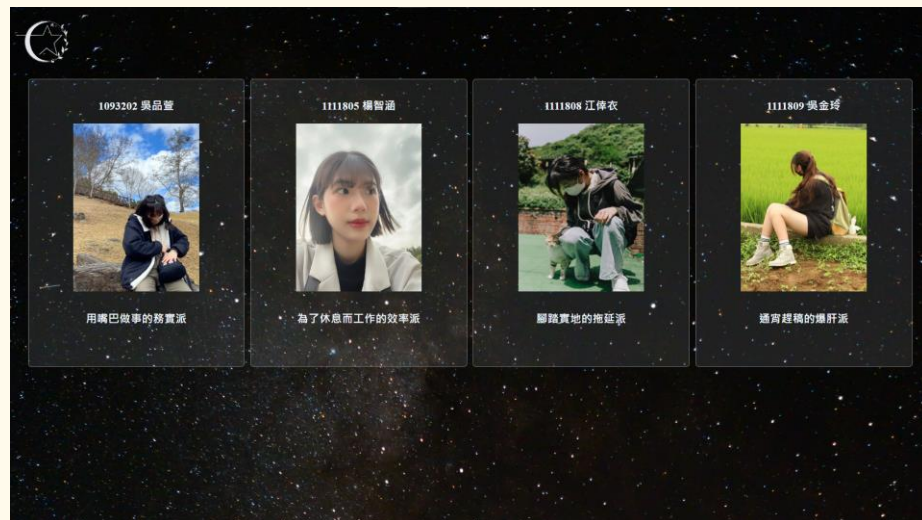 1093202 吳品萱
1111805 楊智涵
1111808 江倖衣
1111809 吳金玲
用嘴巴做事的務實派
為了休息而工作的效率派
腳踏實地的拖延派
通宵趕稿的爆肝派